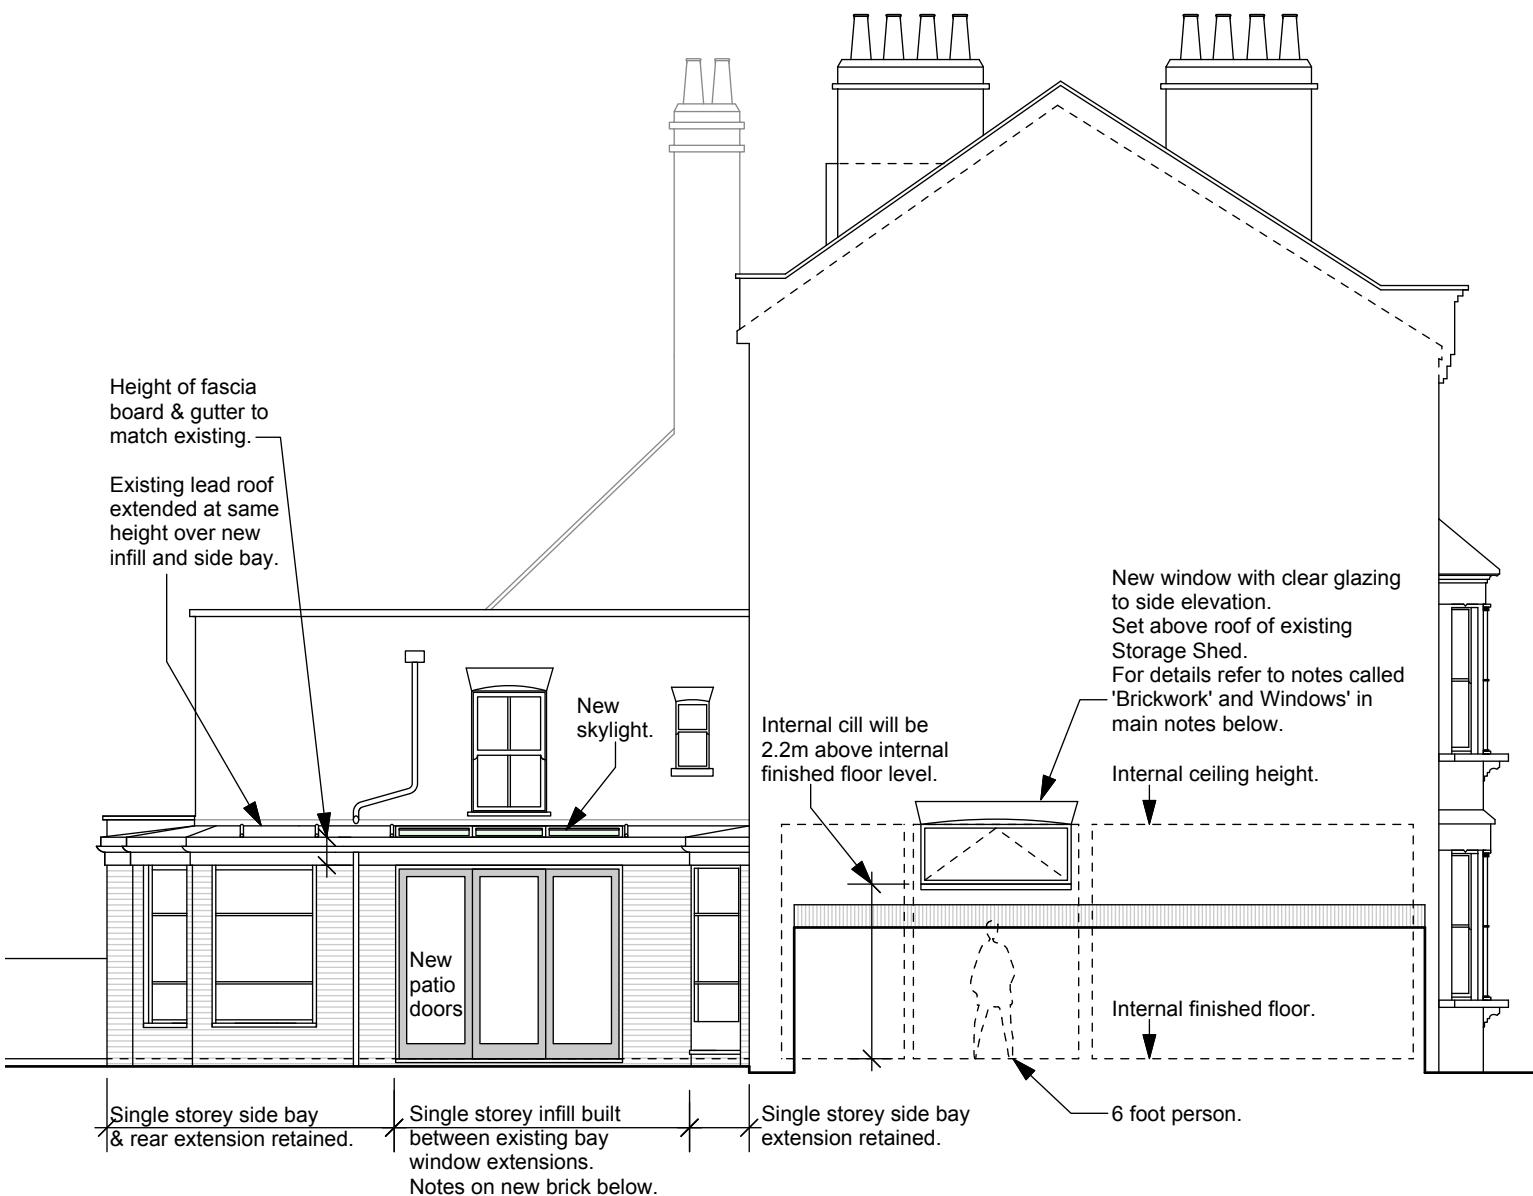 Height of fascia
board & gutter to
match existing.
Existing lead roof
extended at same
height over new
infill and side bay.
New
skylight.
Internal cill will be
2.2m above internal
finished floor level.
New window with clear glazing
to side elevation.
Set above roof of existing
Storage Shed.
For details refer to notes called
'Brickwork' and Windows' in
main notes below.
Internal ceiling height.
New
patio
doors
Internal finished floor.
Single storey side bay
& rear extension retained.
Single storey infill built
between existing bay
window extensions.
Notes on new brick below.
Single storey side bay
extension retained.
6 foot person.